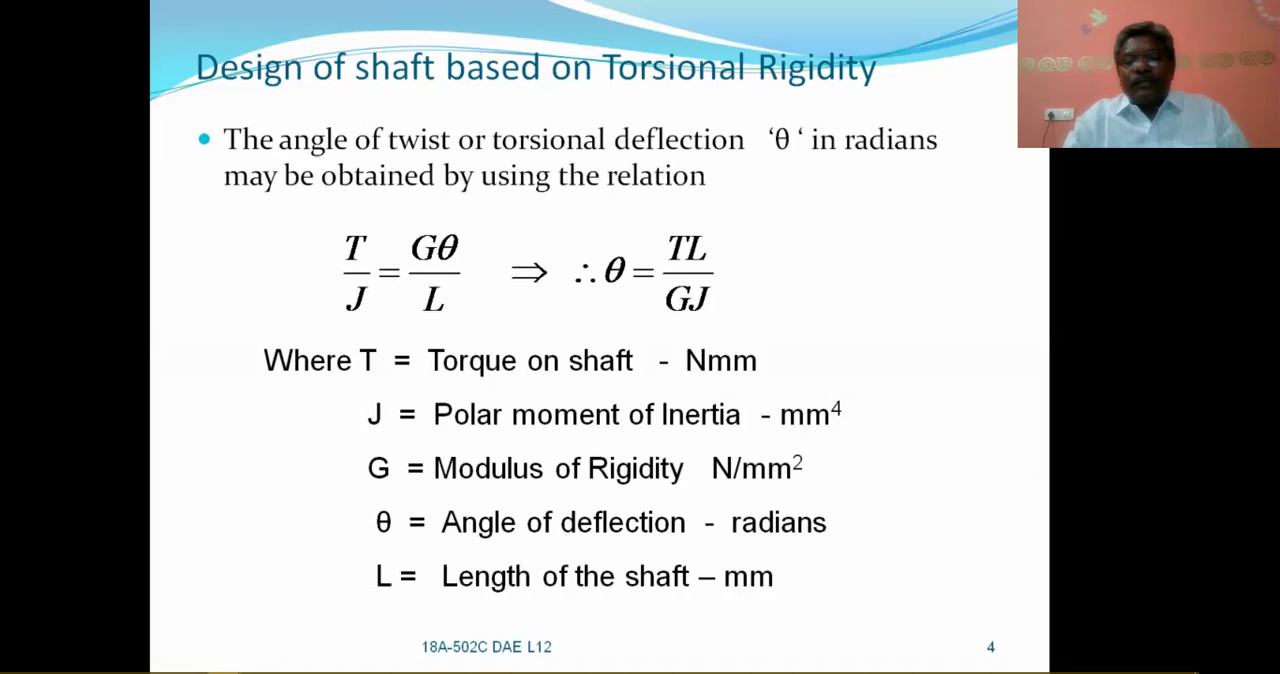 Design of shaft based on Torsional Rigidity
• The angle of twist or torsional deflection ‘θ ‘ in radians
may be obtained by using the relation
T/J = Gθ/L ⇒ ∴ θ = TL/GJ
Where T = Torque on shaft - Nmm
J = Polar moment of Inertia - mm⁴
G = Modulus of Rigidity N/mm²
θ = Angle of deflection - radians
L = Length of the shaft – mm
18A-502C DAE L12 4